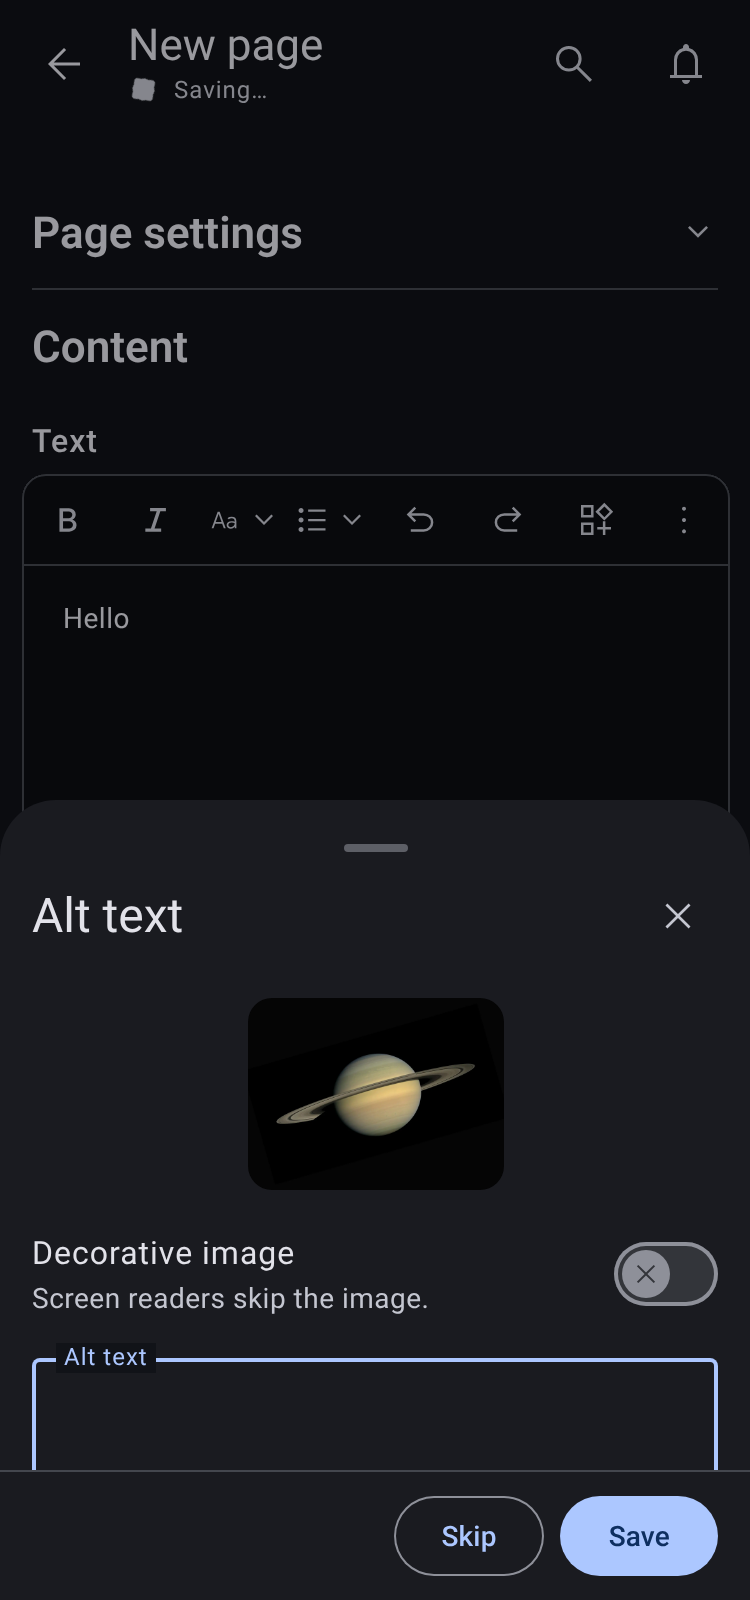 New page
Saving…
Page settings
Content
Text
B I Aa
Hello
Alt text
Decorative image
Screen readers skip the image.
Alt text
Skip Save